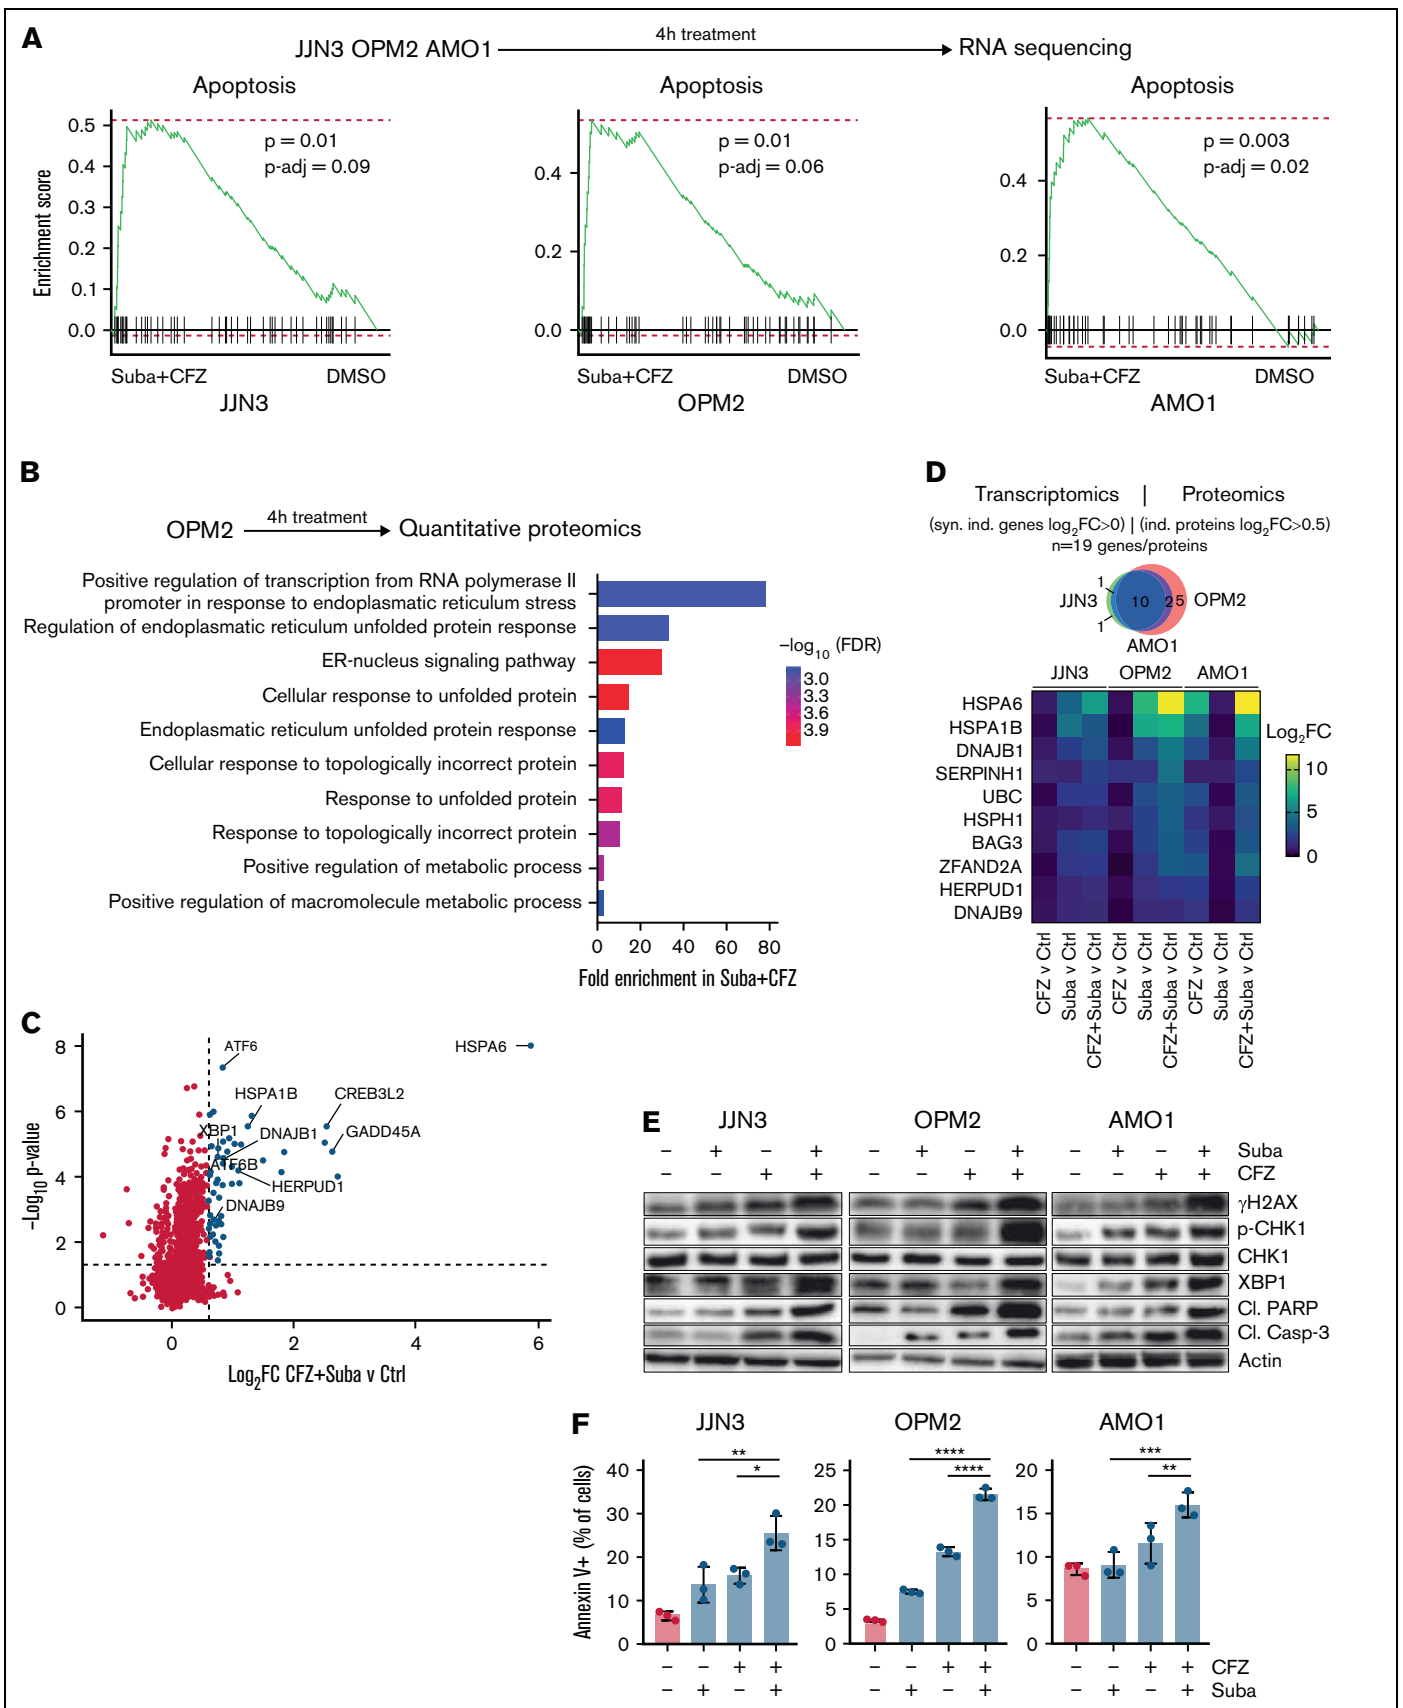 A
JJN3 OPM2 AMO1
4h treatment
RNA sequencing
Apoptosis
Apoptosis
Apoptosis
Enrichment score
0.5
0.4
0.3
0.2
0.1
0.0
p = 0.01
p-adj = 0.09
Suba+CFZ
DMSO
JJN3
0.4
0.2
0.0
p = 0.01
p-adj = 0.06
Suba+CFZ
DMSO
OPM2
0.4
0.2
0.0
p = 0.003
p-adj = 0.02
Suba+CFZ
DMSO
AMO1
B
OPM2
4h treatment
Quantitative proteomics
Positive regulation of transcription from RNA polymerase II
promoter in response to endoplasmatic reticulum stress
Regulation of endoplasmatic reticulum unfolded protein response
ER-nucleus signaling pathway
Cellular response to unfolded protein
Endoplasmatic reticulum unfolded protein response
Cellular response to topologically incorrect protein
Response to unfolded protein
Response to topologically incorrect protein
Positive regulation of metabolic process
Positive regulation of macromolecule metabolic process
0 20 40 60 80
Fold enrichment in Suba+CFZ
−log10 (FDR)
3.0
3.3
3.6
3.9
C
−Log10 p-value
8
6
4
2
0
ATF6
HSPA6
HSPA1B
CREB3L2
XBP1
DNAJB1
GADD45A
ATF6B
HERPUD1
DNAJB9
0 2 4 6
Log2FC CFZ+Suba v Ctrl
D
Transcriptomics | Proteomics
(syn. ind. genes log2FC>0) | (ind. proteins log2FC>0.5)
n=19 genes/proteins
1
JJN3
10
2
5
OPM2
1
AMO1
JJN3 OPM2 AMO1
HSPA6
HSPA1B
DNAJB1
SERPINH1
UBC
HSPH1
BAG3
ZFAND2A
HERPUD1
DNAJB9
Log2FC
10
5
0
CFZ v Ctrl
Suba v Ctrl
CFZ+Suba v Ctrl
CFZ v Ctrl
Suba v Ctrl
CFZ+Suba v Ctrl
CFZ v Ctrl
Suba v Ctrl
CFZ+Suba v Ctrl
E
JJN3 OPM2 AMO1
− + − + − + − + − + − + Suba
− − + + − − + + − − + + CFZ
γH2AX
p-CHK1
CHK1
XBP1
Cl. PARP
Cl. Casp-3
Actin
F
JJN3 OPM2 AMO1
Annexin V+ (% of cells)
40
30
20
10
0
**
*
25
20
15
10
5
0
****
****
20
15
10
5
0
***
**
− − + + − − + + − − + + CFZ
− + − + − + − + − + − + Suba